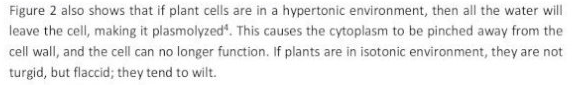 Figure 2 also shows that if plant cells are in a hypertonic environment, then all the water will
leave the cell, making it plasmolyzed⁴. This causes the cytoplasm to be pinched away from the
cell wall, and the cell can no longer function. If plants are in isotonic environment, they are not
turgid, but flaccid; they tend to wilt.